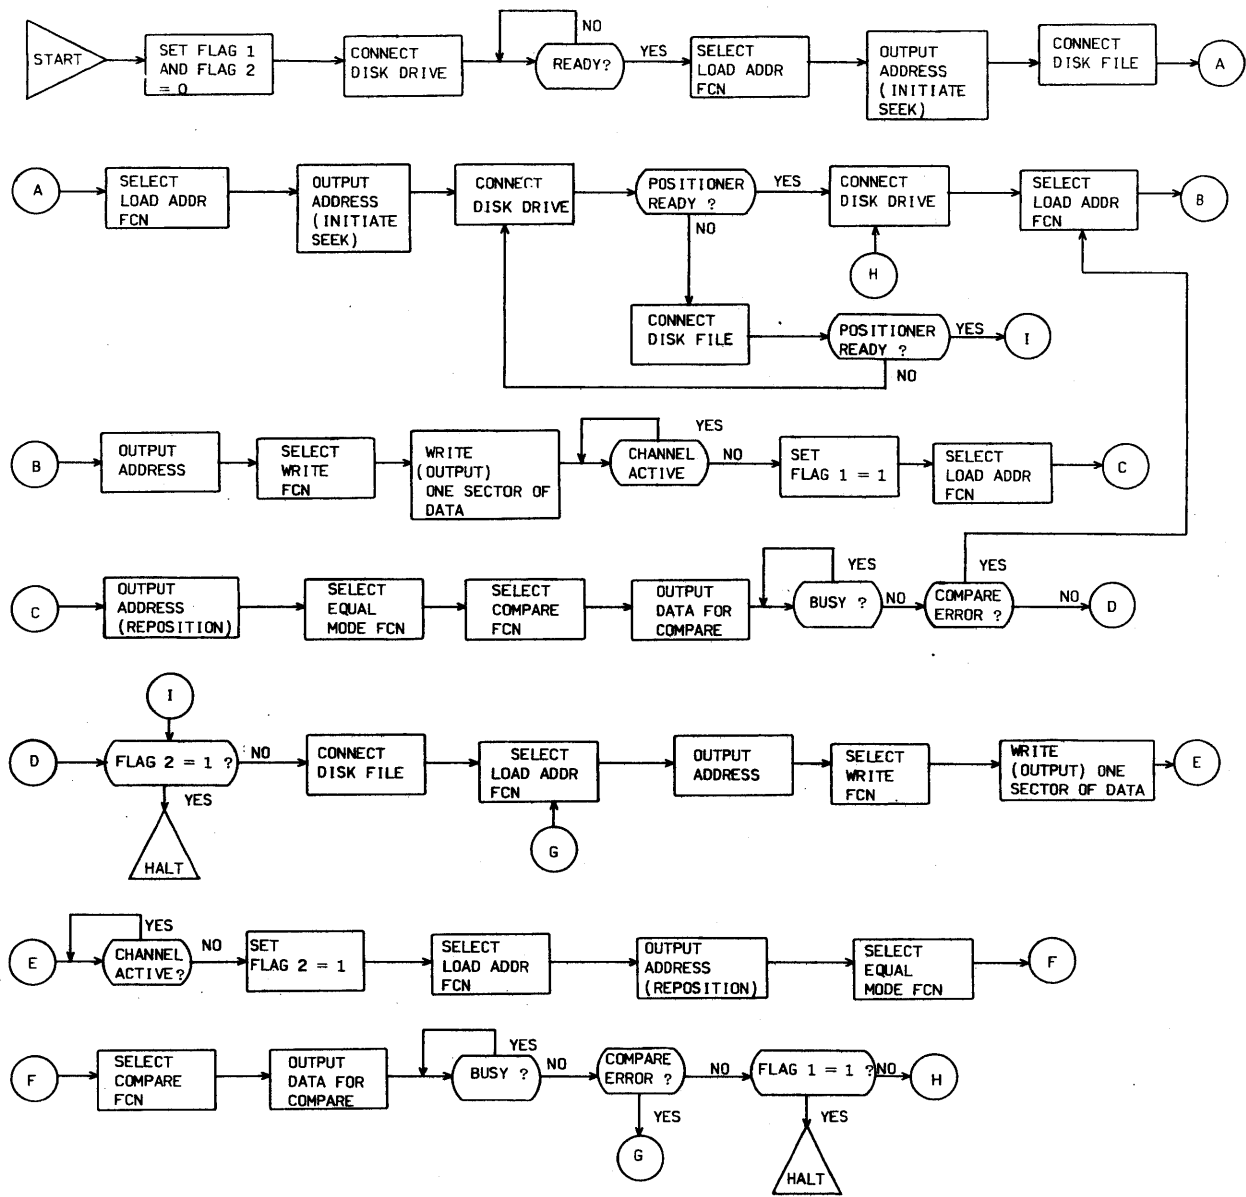 START
SET FLAG 1
AND FLAG 2
= 0
CONNECT
DISK DRIVE
NO
READY?
YES
SELECT
LOAD ADDR
FCN
OUTPUT
ADDRESS
(INITIATE
SEEK)
CONNECT
DISK FILE
A
A
SELECT
LOAD ADDR
FCN
OUTPUT
ADDRESS
(INITIATE
SEEK)
CONNECT
DISK DRIVE
POSITIONER
READY ?
YES
NO
CONNECT
DISK DRIVE
H
SELECT
LOAD ADDR
FCN
B
CONNECT
DISK FILE
POSITIONER
READY ?
YES
I
NO
B
OUTPUT
ADDRESS
SELECT
WRITE
FCN
WRITE
(OUTPUT)
ONE SECTOR OF
DATA
YES
CHANNEL
ACTIVE
NO
SET
FLAG 1 = 1
SELECT
LOAD ADDR
FCN
C
C
OUTPUT
ADDRESS
(REPOSITION)
SELECT
EQUAL
MODE FCN
SELECT
COMPARE
FCN
OUTPUT
DATA FOR
COMPARE
YES
BUSY ?
NO
YES
COMPARE
ERROR ?
NO
D
I
D
FLAG 2 = 1 ?
NO
YES
HALT
CONNECT
DISK FILE
SELECT
LOAD ADDR
FCN
G
OUTPUT
ADDRESS
SELECT
WRITE
FCN
WRITE
(OUTPUT) ONE
SECTOR OF DATA
E
E
YES
CHANNEL
ACTIVE?
NO
SET
FLAG 2 = 1
SELECT
LOAD ADDR
FCN
OUTPUT
ADDRESS
(REPOSITION)
SELECT
EQUAL
MODE FCN
F
F
SELECT
COMPARE
FCN
OUTPUT
DATA FOR
COMPARE
YES
BUSY ?
NO
COMPARE
ERROR ?
NO
YES
G
FLAG 1 = 1 ?
NO
H
YES
HALT